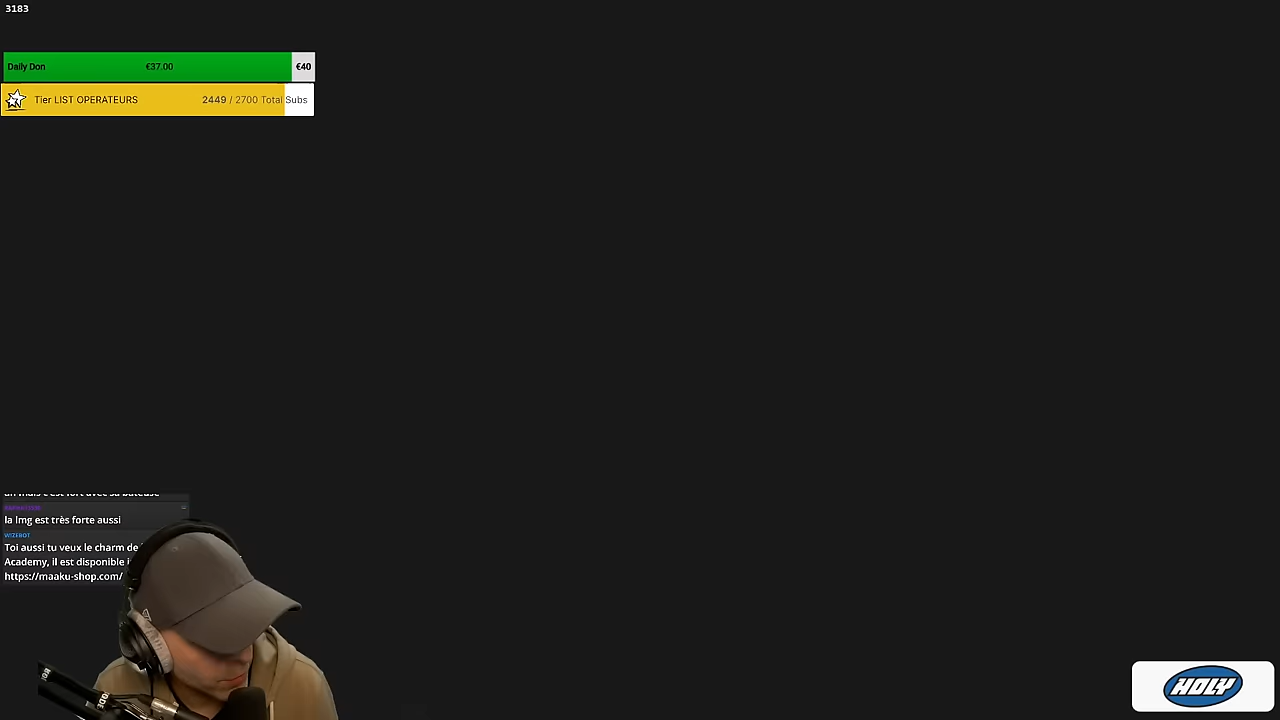 3183
Daily Don €37.00 €40
Tier LIST OPERATEURS 2449 / 2700 Total Subs
la lmg est très forte aussi
WIZEBOT
Toi aussi tu veux le charm de
Academy, il est disponible
https://maaku-shop.com/
HOLY